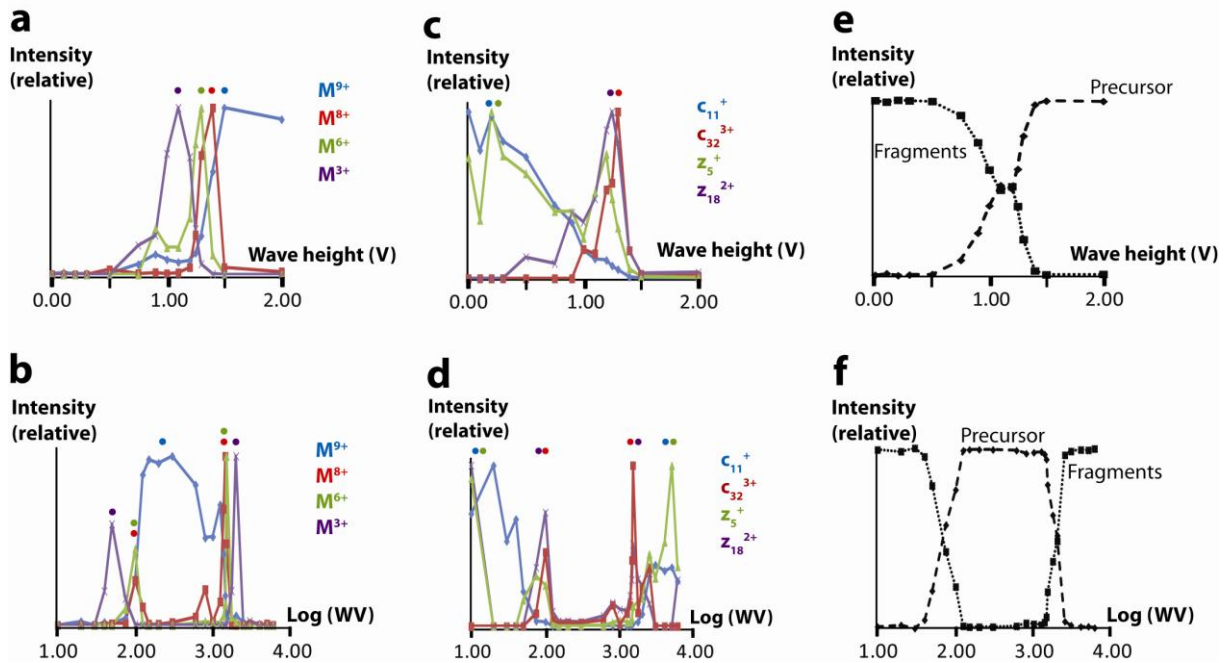 a
Intensity
(relative)
M9+
M8+
M6+
M3+
Wave height (V)
0.00 1.00 2.00
c
Intensity
(relative)
c11+
c323+
z5+
z182+
Wave height (V)
0.00 1.00 2.00
e
Intensity
(relative)
Precursor
Fragments
Wave height (V)
0.00 1.00 2.00
b
Intensity
(relative)
M9+
M8+
M6+
M3+
Log (WV)
1.00 2.00 3.00 4.00
d
Intensity
(relative)
c11+
c323+
z5+
z182+
Log (WV)
1.00 2.00 3.00 4.00
f
Intensity
(relative)
Precursor
Fragments
Log (WV)
1.00 2.00 3.00 4.00